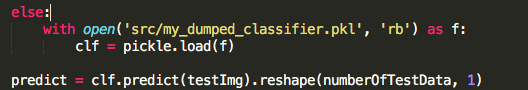 else:
    with open('src/my_dumped_classifier.pkl', 'rb') as f:
        clf = pickle.load(f)
predict = clf.predict(testImg).reshape(numberOfTestData, 1)